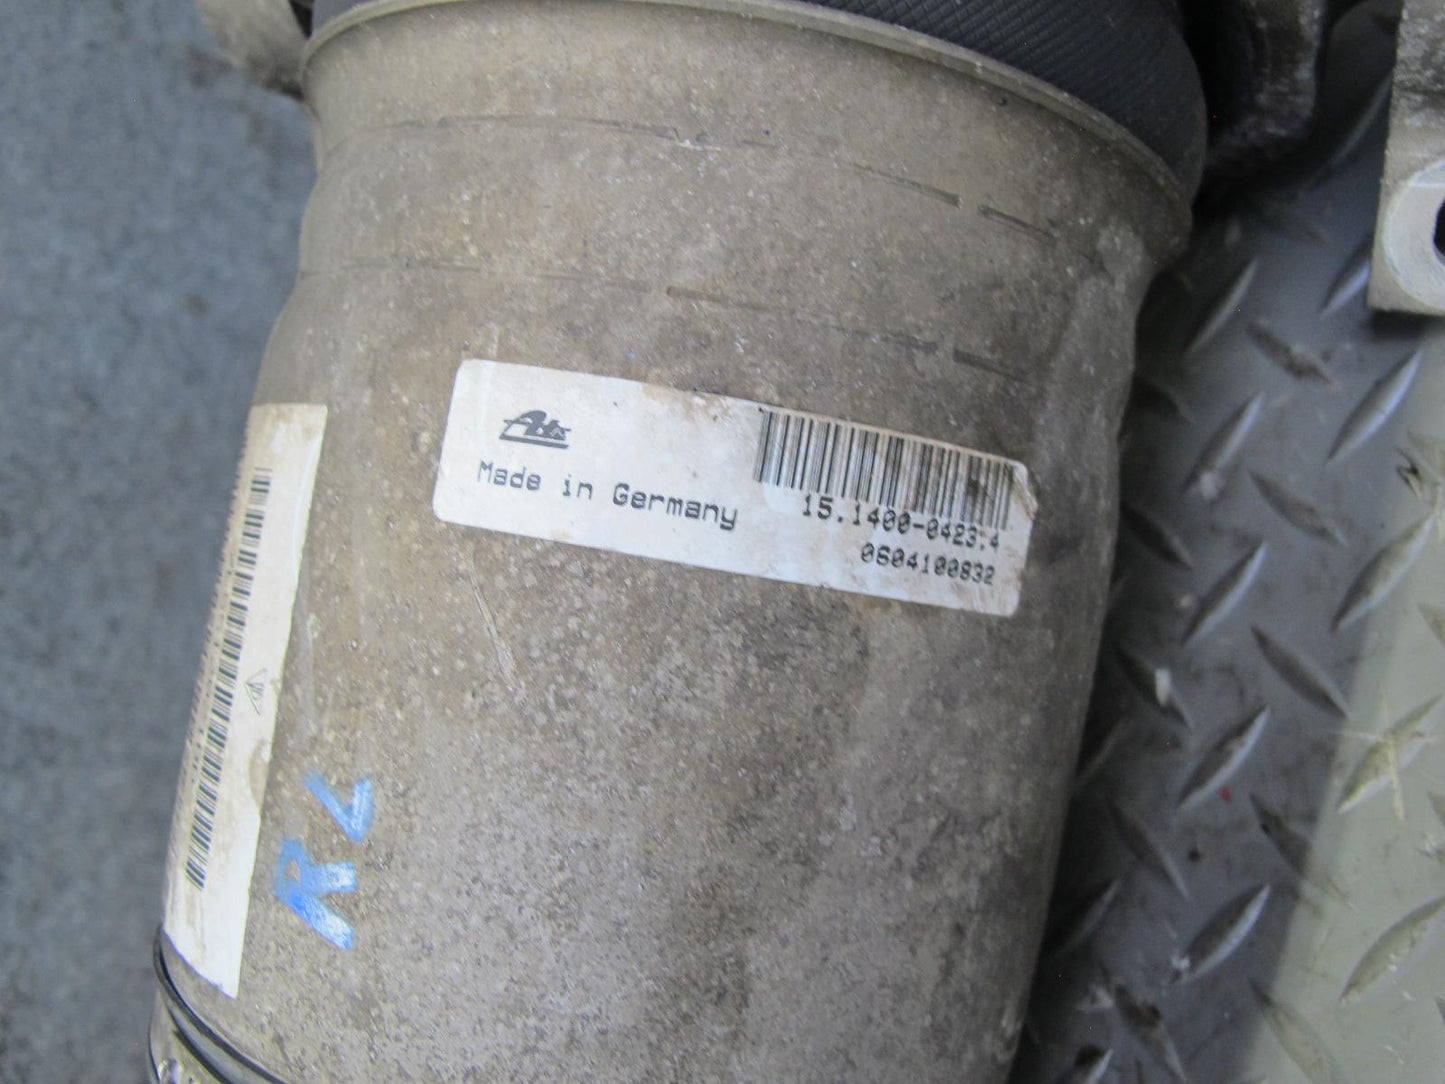 Ate
Made in Germany
15.1400-0423.4
0604100832
RL